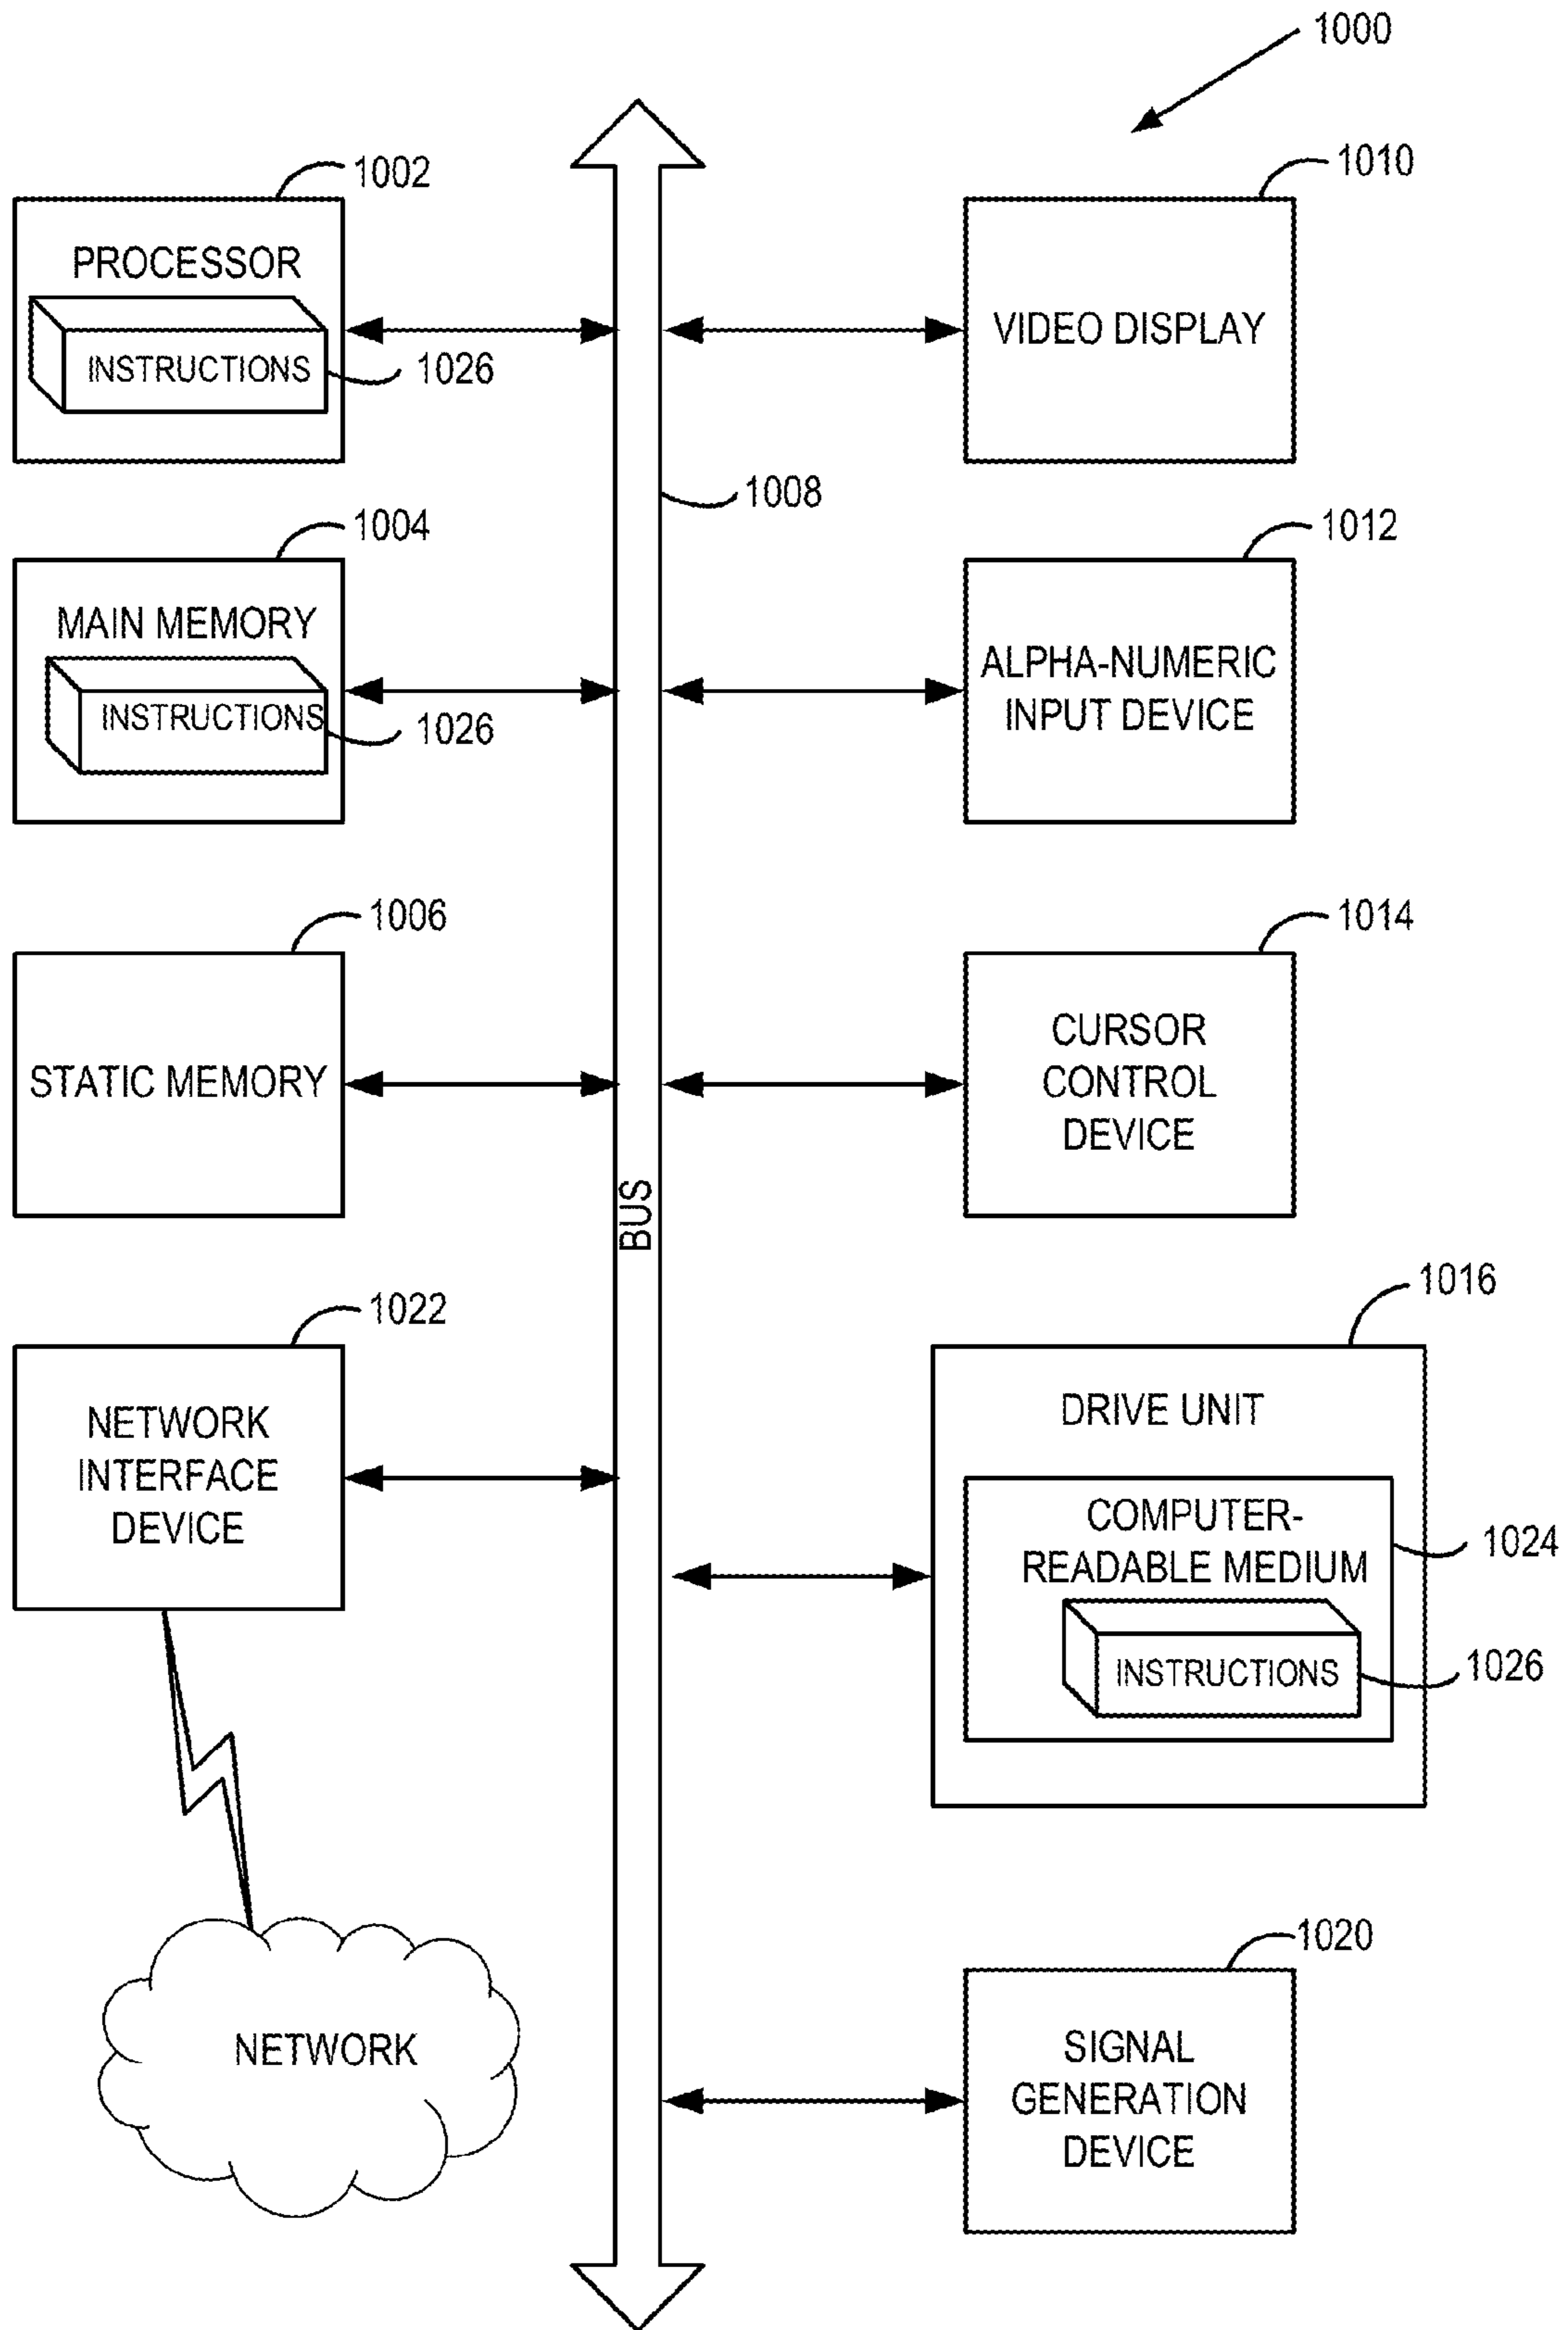 1000
1002
PROCESSOR
INSTRUCTIONS
1026
1010
VIDEO DISPLAY
1008
1004
MAIN MEMORY
INSTRUCTIONS
1026
1012
ALPHA-NUMERIC
INPUT DEVICE
1006
STATIC MEMORY
1014
CURSOR
CONTROL
DEVICE
BUS
1022
NETWORK
INTERFACE
DEVICE
1016
DRIVE UNIT
COMPUTER-
READABLE MEDIUM
1024
INSTRUCTIONS
1026
NETWORK
1020
SIGNAL
GENERATION
DEVICE